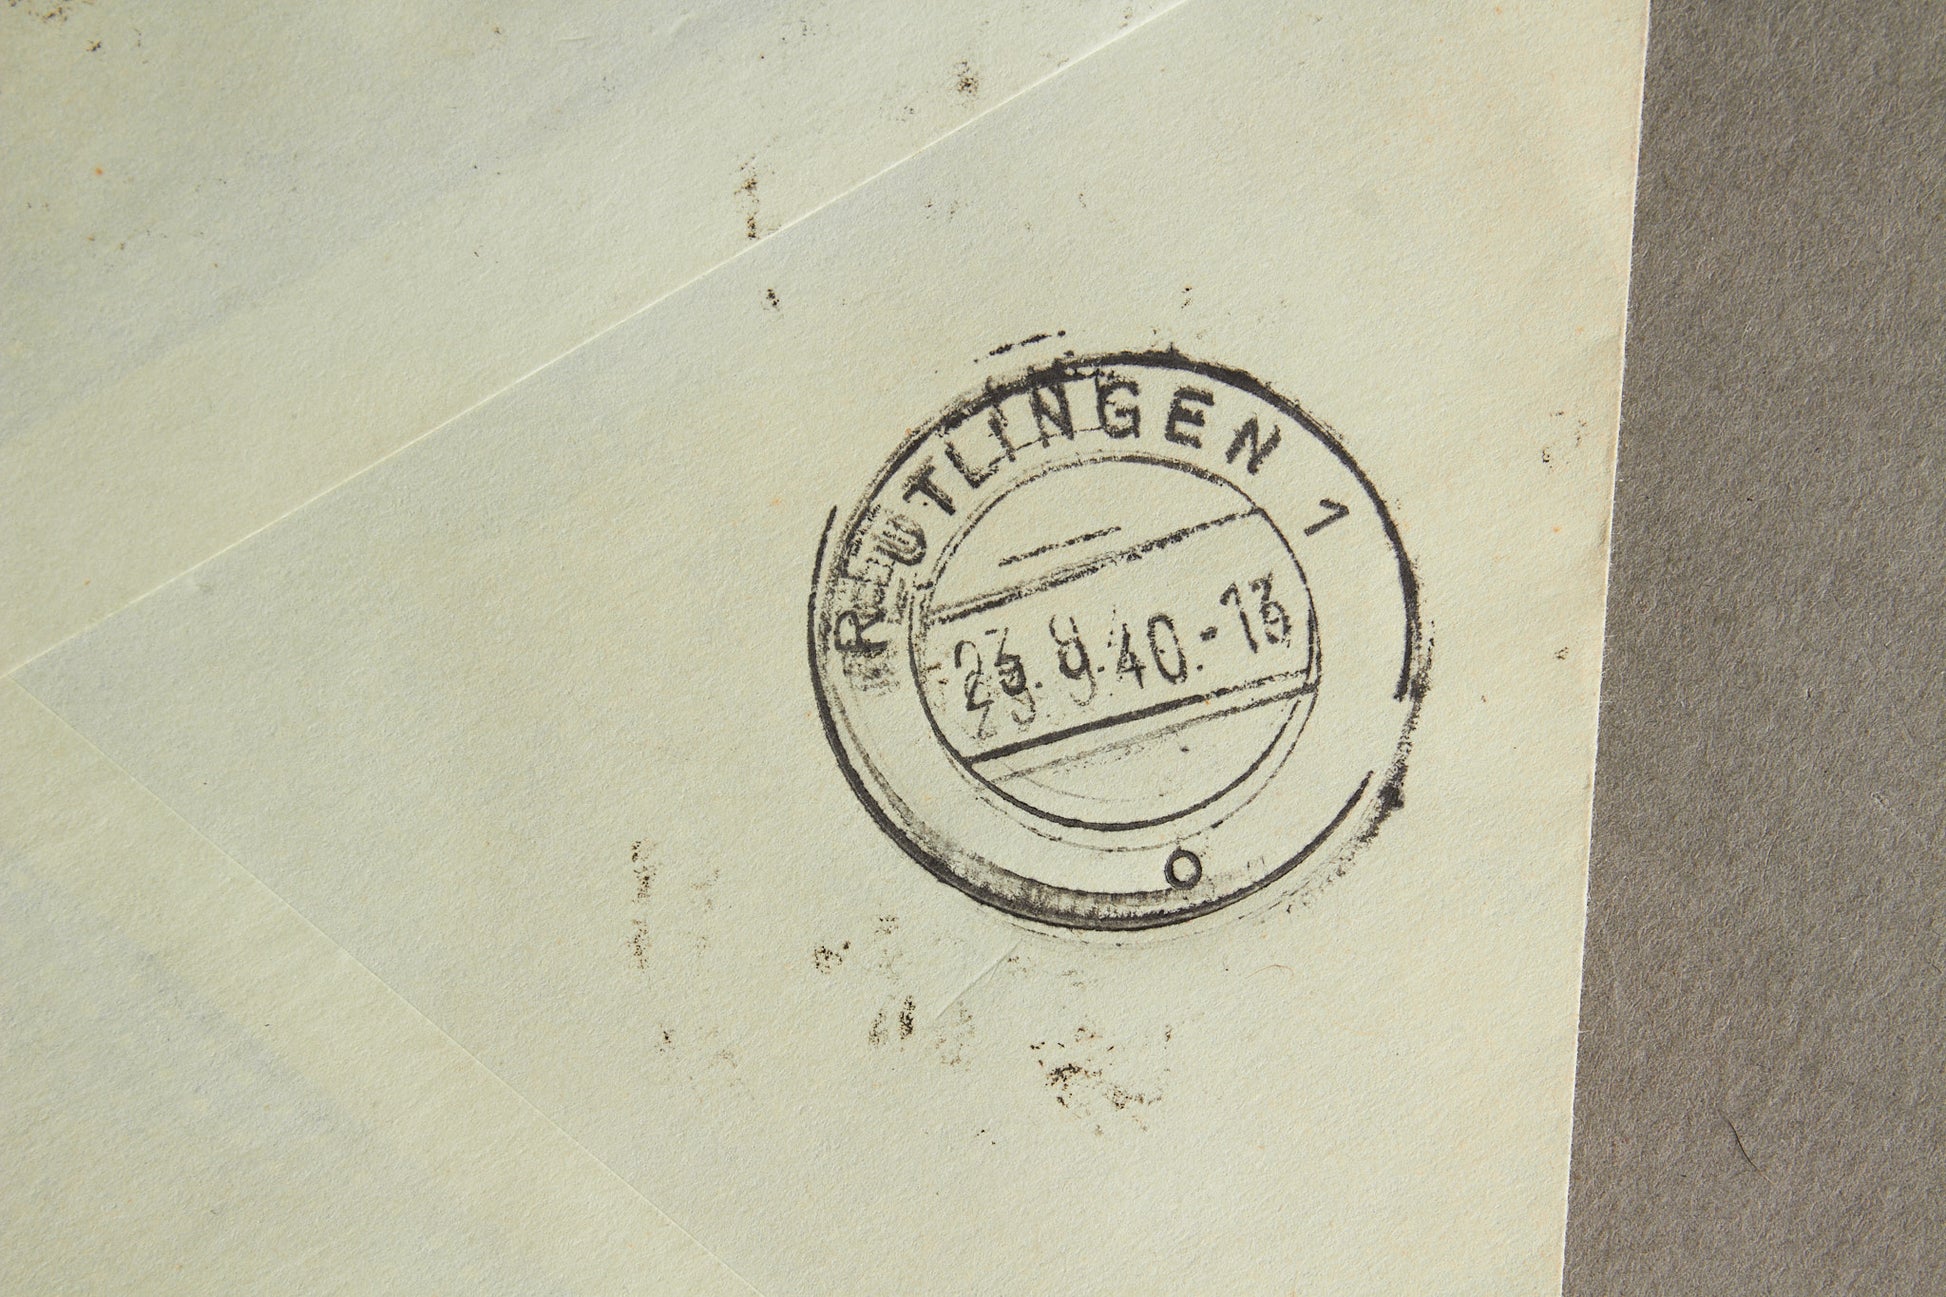 REUTLINGEN 1
23.9.40.-13
o